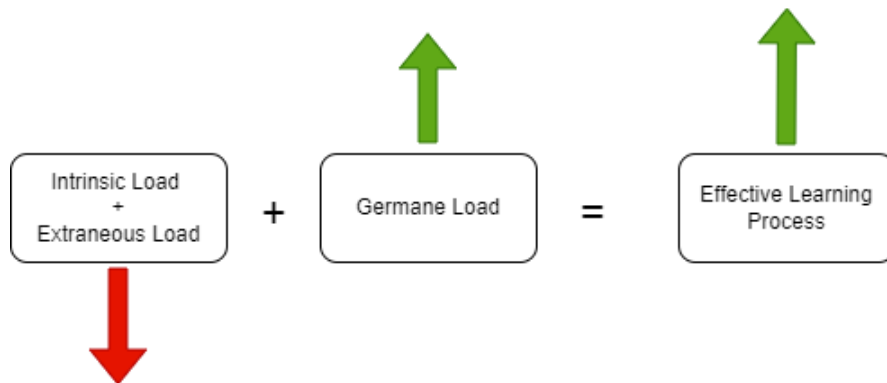 Intrinsic Load
+
Extraneous Load
+
Germane Load
=
Effective Learning
Process